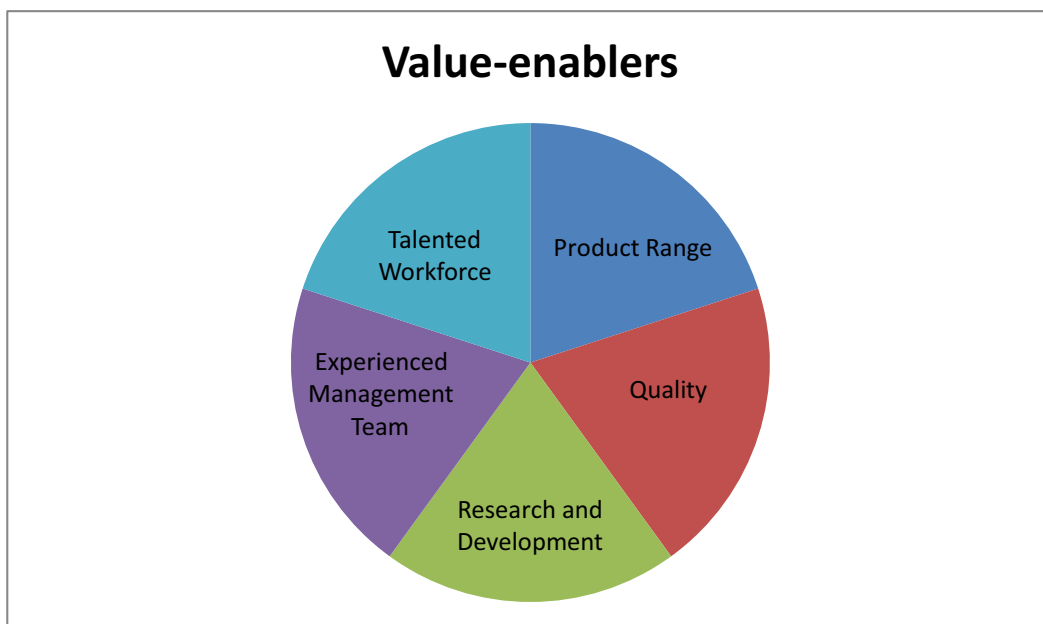 Value-enablers
Product Range
Quality
Research and
Development
Experienced
Management
Team
Talented
Workforce